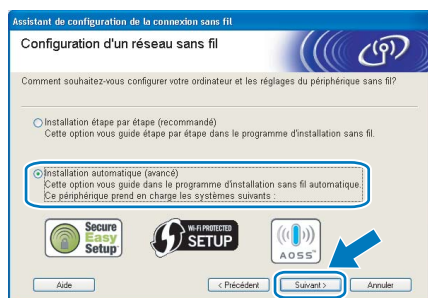 Assistant de configuration de la connexion sans fil
Configuration d'un réseau sans fil
Comment souhaitez-vous configurer votre ordinateur et les réglages du périphérique sans fil?
Installation étape par étape (recommandé)
Cette option vous guide étape par étape dans le programme d'installation sans fil.
Installation automatique (avancé)
Cette option vous guide dans le programme d'installation sans fil automatique.
Ce périphérique prend en charge les systèmes suivants :
Secure
Easy
Setup
WI-FI PROTECTED
SETUP
AOSS™
Aide
< Précédent
Suivant >
Annuler